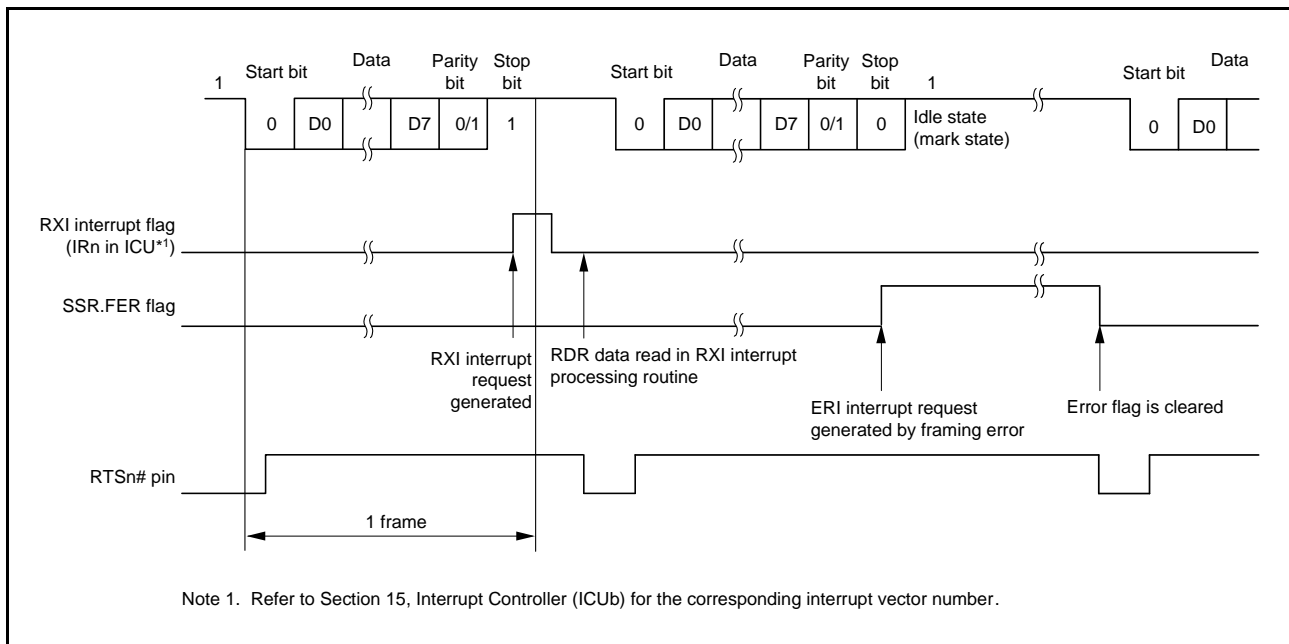 1
Start bit
Data
Parity
bit
Stop
bit
Start bit
Data
Parity
bit
Stop
bit
1
Start bit
Data
0 D0 D7 0/1 1 0 D0 D7 0/1 0
Idle state
(mark state)
0 D0
RXI interrupt flag
(IRn in ICU*1)
SSR.FER flag
RXI interrupt
request
generated
RDR data read in RXI interrupt
processing routine
ERI interrupt request
generated by framing error
Error flag is cleared
RTSn# pin
1 frame
Note 1. Refer to Section 15, Interrupt Controller (ICUb) for the corresponding interrupt vector number.